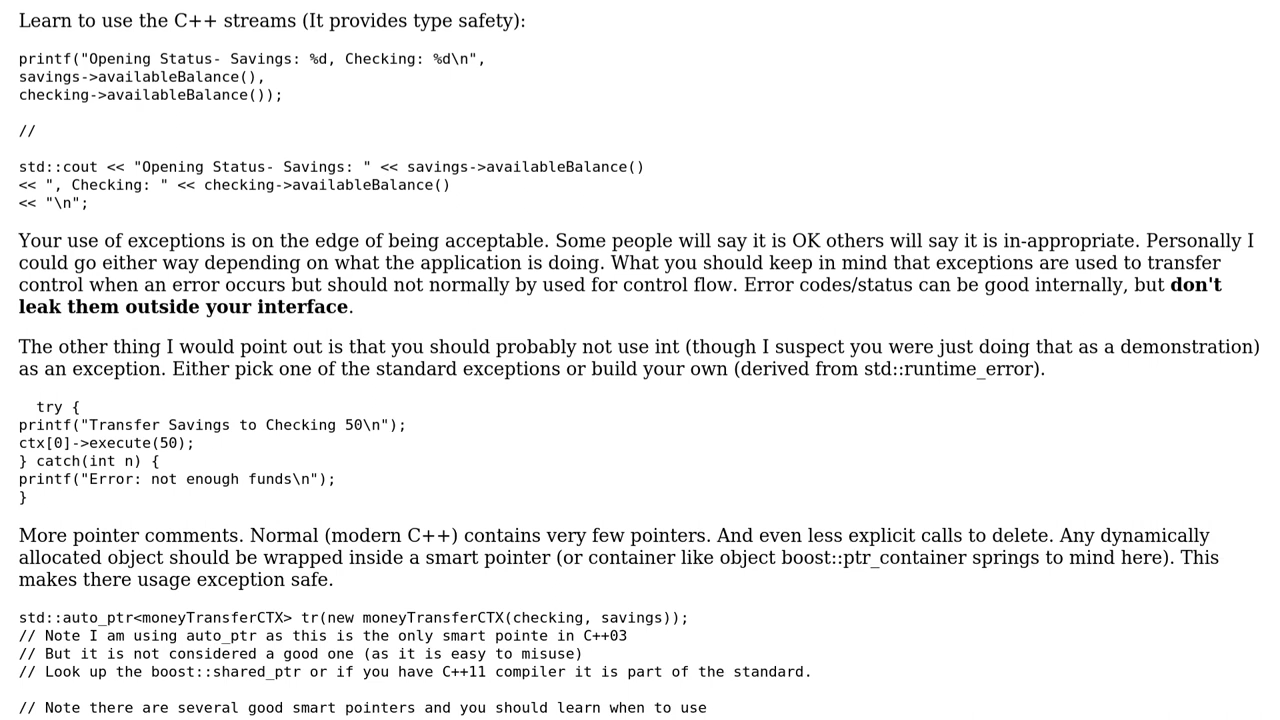 Learn to use the C++ streams (It provides type safety):
printf("Opening Status- Savings: %d, Checking: %d\n",
savings->availableBalance(),
checking->availableBalance());
//
std::cout << "Opening Status- Savings: " << savings->availableBalance()
<< ", Checking: " << checking->availableBalance()
<< "\n";
Your use of exceptions is on the edge of being acceptable. Some people will say it is OK others will say it is in-appropriate. Personally I
could go either way depending on what the application is doing. What you should keep in mind that exceptions are used to transfer
control when an error occurs but should not normally by used for control flow. Error codes/status can be good internally, but don't
leak them outside your interface.
The other thing I would point out is that you should probably not use int (though I suspect you were just doing that as a demonstration)
as an exception. Either pick one of the standard exceptions or build your own (derived from std::runtime_error).
try {
printf("Transfer Savings to Checking 50\n");
ctx[0]->execute(50);
} catch(int n) {
printf("Error: not enough funds\n");
}
More pointer comments. Normal (modern C++) contains very few pointers. And even less explicit calls to delete. Any dynamically
allocated object should be wrapped inside a smart pointer (or container like object boost::ptr_container springs to mind here). This
makes there usage exception safe.
std::auto_ptr<moneyTransferCTX> tr(new moneyTransferCTX(checking, savings));
// Note I am using auto_ptr as this is the only smart pointe in C++03
// But it is not considered a good one (as it is easy to misuse)
// Look up the boost::shared_ptr or if you have C++11 compiler it is part of the standard.
// Note there are several good smart pointers and you should learn when to use